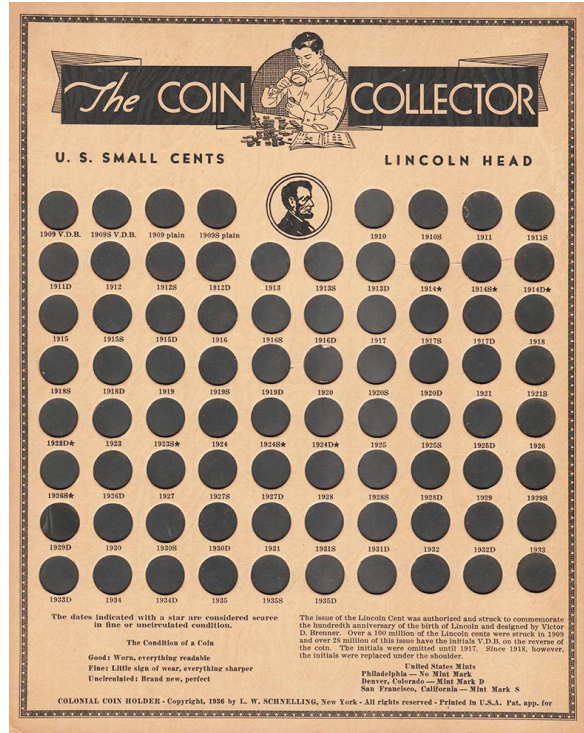 The COIN COLLECTOR
U. S. SMALL CENTS LINCOLN HEAD
1909 V.D.B. 1909S V.D.B. 1909 plain 1909S plain 1910 1910S 1911 1911S
1911D 1912 1912S 1912D 1913 1913S 1913D 1914★ 1914S★ 1914D★
1915 1915S 1915D 1916 1916S 1916D 1917 1917S 1917D 1918
1918S 1918D 1919 1919S 1919D 1920 1920S 1920D 1921 1921S
1922D★ 1923 1923S★ 1924 1924S★ 1924D★ 1925 1925S 1925D 1926
1926S★ 1926D 1927 1927S 1927D 1928 1928S 1928D 1929 1929S
1929D 1930 1930S 1930D 1931 1931S 1931D 1932 1932D 1933
1933D 1934 1934D 1935 1935S 1935D
The dates indicated with a star are considered scarce
in fine or uncirculated condition.
The Condition of a Coin
Good: Worn, everything readable
Fine: Little sign of wear, everything sharper
Uncirculated: Brand new, perfect
The issue of the Lincoln Cent was authorized and struck to commemorate
the hundredth anniversary of the birth of Lincoln and designed by Victor
D. Brenner. Over a 100 million of the Lincoln cents were struck in 1909
and over 28 million of this issue have the initials V.D.B. on the reverse of
the coin. The initials were omitted until 1917. Since 1918, however,
the initials were replaced under the shoulder.
United States Mints
Philadelphia — No Mint Mark
Denver, Colorado — Mint Mark D
San Francisco, California — Mint Mark S
COLONIAL COIN HOLDER - Copyright, 1936 by L. W. SCHNELLING, New York - All rights reserved - Printed in U.S.A. Pat, app. for